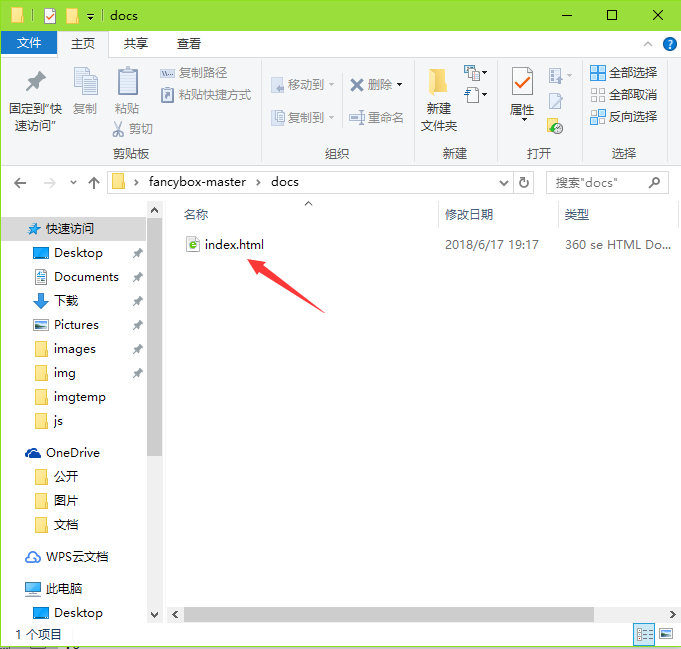 docs
文件 主页 共享 查看
固定到"快速访问"
复制
粘贴
复制路径
粘贴快捷方式
剪切
剪贴板
移动到
复制到
删除
重命名
组织
新建
文件夹
新建
属性
打开
全部选择
全部取消
反向选择
选择
fancybox-master › docs
搜索"docs"
名称 修改日期 类型
index.html 2018/6/17 19:17 360 se HTML Do...
快速访问
Desktop
Documents
下载
Pictures
images
img
imgtemp
js
OneDrive
公开
图片
文档
WPS云文档
此电脑
Desktop
1 个项目